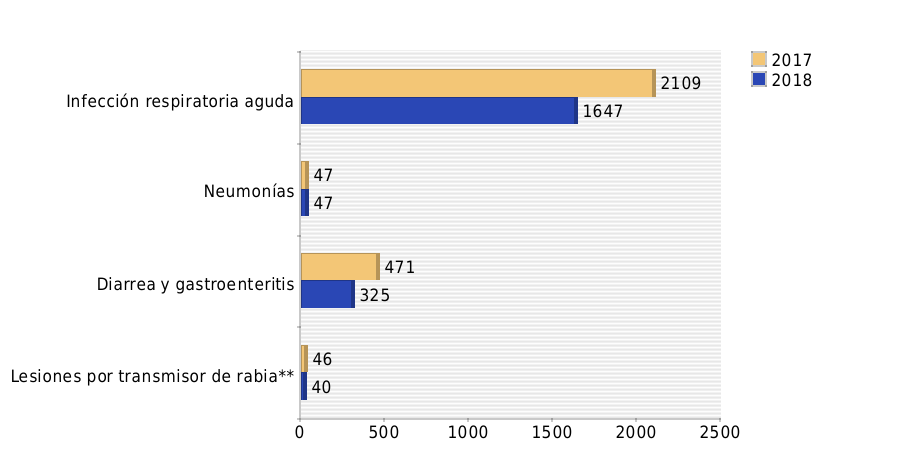 2017
2018
Infección respiratoria aguda
2109
1647
Neumonías
47
47
Diarrea y gastroenteritis
471
325
Lesiones por transmisor de rabia**
46
40
0 500 1000 1500 2000 2500